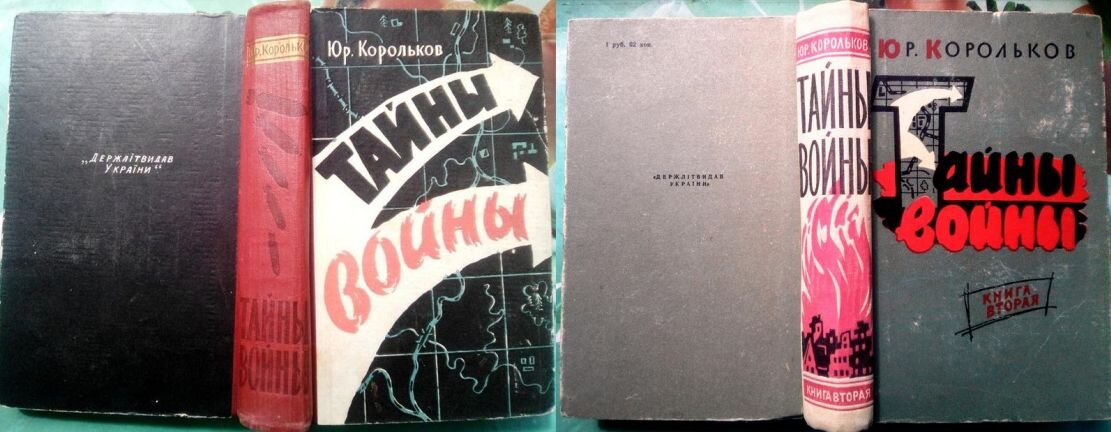 „Держлітвидав
України“
Юр. Корольков
ТАЙНЫ
ВОЙНЫ
Юр. Корольков
ТАЙНЫ
ВОЙНЫ
1 руб. 62 коп.
«ДЕРЖЛІТВИДАВ
УКРАЇНИ»
ЮР. КОРОЛЬКОВ
ТАЙНЫ
ВОЙНЫ
КНИГА ВТОРАЯ
ЮР. КОРОЛЬКОВ
Тайны
войны
КНИГА
ВТОРАЯ